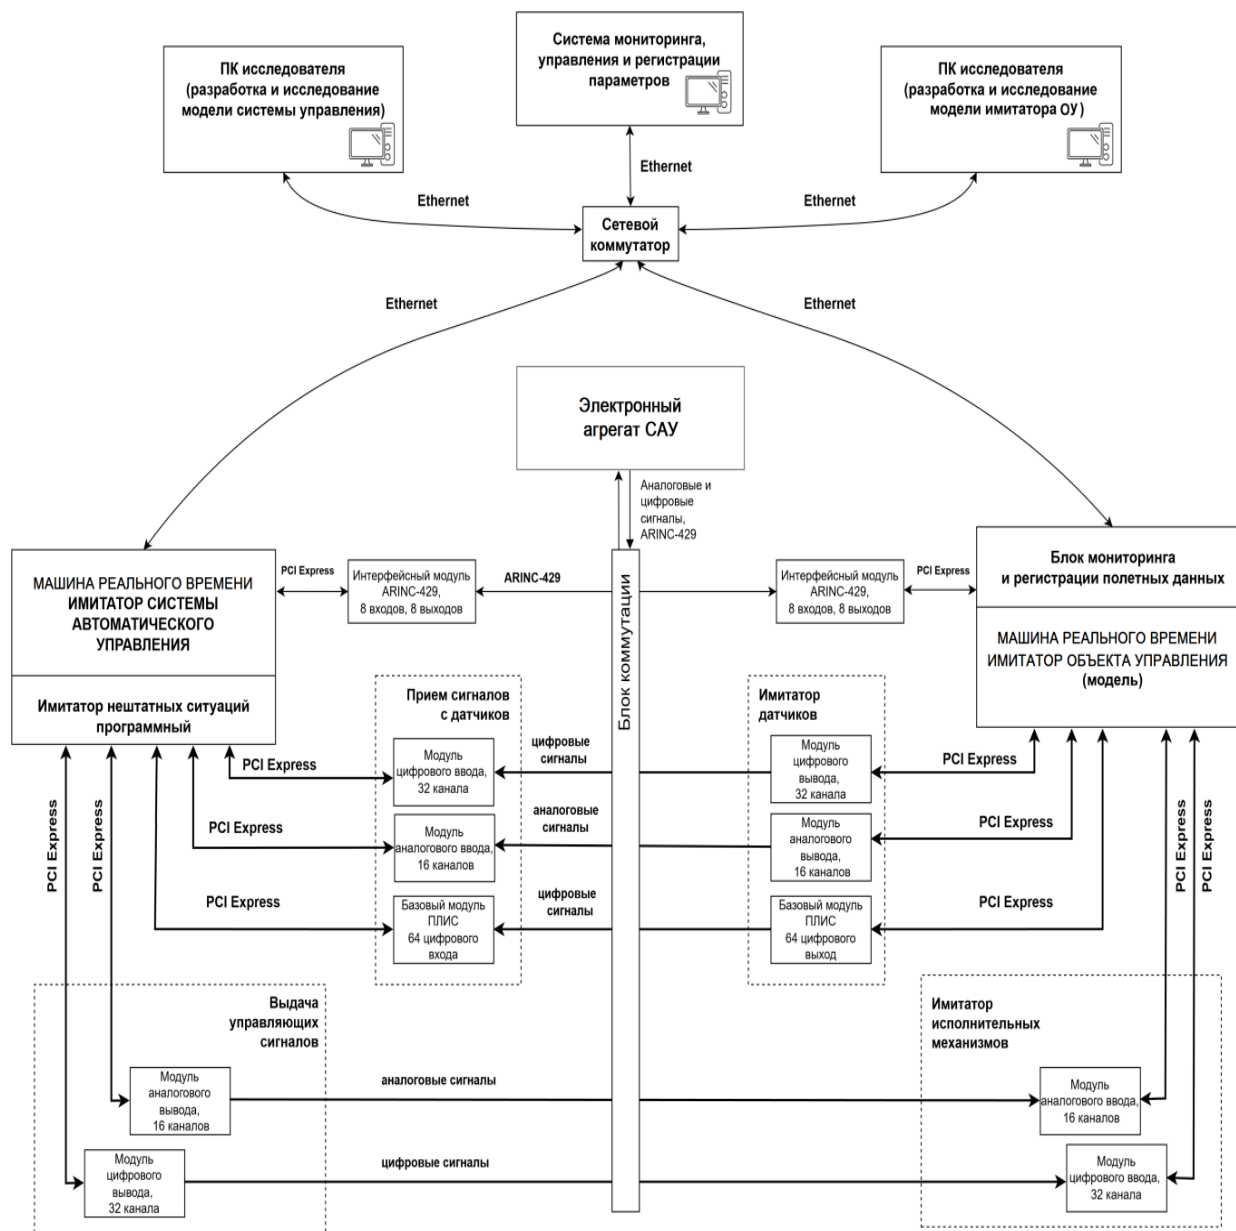 ПК исследователя
(разработка и исследование
модели системы управления)
Система мониторинга,
управления и регистрации
параметров
ПК исследователя
(разработка и исследование
модели имитатора ОУ)
Ethernet
Ethernet
Ethernet
Сетевой
коммутатор
Ethernet
Ethernet
Электронный
агрегат САУ
Аналоговые и
цифровые
сигналы,
ARINC-429
Блок коммутации
МАШИНА РЕАЛЬНОГО ВРЕМЕНИ
ИМИТАТОР СИСТЕМЫ
АВТОМАТИЧЕСКОГО
УПРАВЛЕНИЯ
Имитатор нештатных ситуаций
программный
PCI Express
Интерфейсный модуль
ARINC-429,
8 входов, 8 выходов
ARINC-429
Интерфейсный модуль
ARINC-429,
8 входов, 8 выходов
PCI Express
Блок мониторинга
и регистрации полетных данных
МАШИНА РЕАЛЬНОГО ВРЕМЕНИ
ИМИТАТОР ОБЪЕКТА УПРАВЛЕНИЯ
(модель)
Прием сигналов
с датчиков
Имитатор
датчиков
PCI Express
Модуль
цифрового ввода,
32 канала
цифровые
сигналы
Модуль
цифрового
вывода,
32 канала
PCI Express
PCI Express
Модуль
аналогового ввода,
16 каналов
аналоговые
сигналы
Модуль
аналогового
вывода,
16 каналов
PCI Express
PCI Express
Базовый модуль
ПЛИС
64 цифрового
входа
цифровые
сигналы
Базовый модуль
ПЛИС
64 цифрового
выход
PCI Express
PCI Express
PCI Express
PCI Express
PCI Express
Выдача
управляющих
сигналов
Имитатор
исполнительных
механизмов
Модуль
аналогового
вывода,
16 каналов
аналоговые сигналы
Модуль
аналогового ввода,
16 каналов
Модуль
цифрового
вывода,
32 канала
цифровые сигналы
Модуль
цифрового ввода,
32 канала